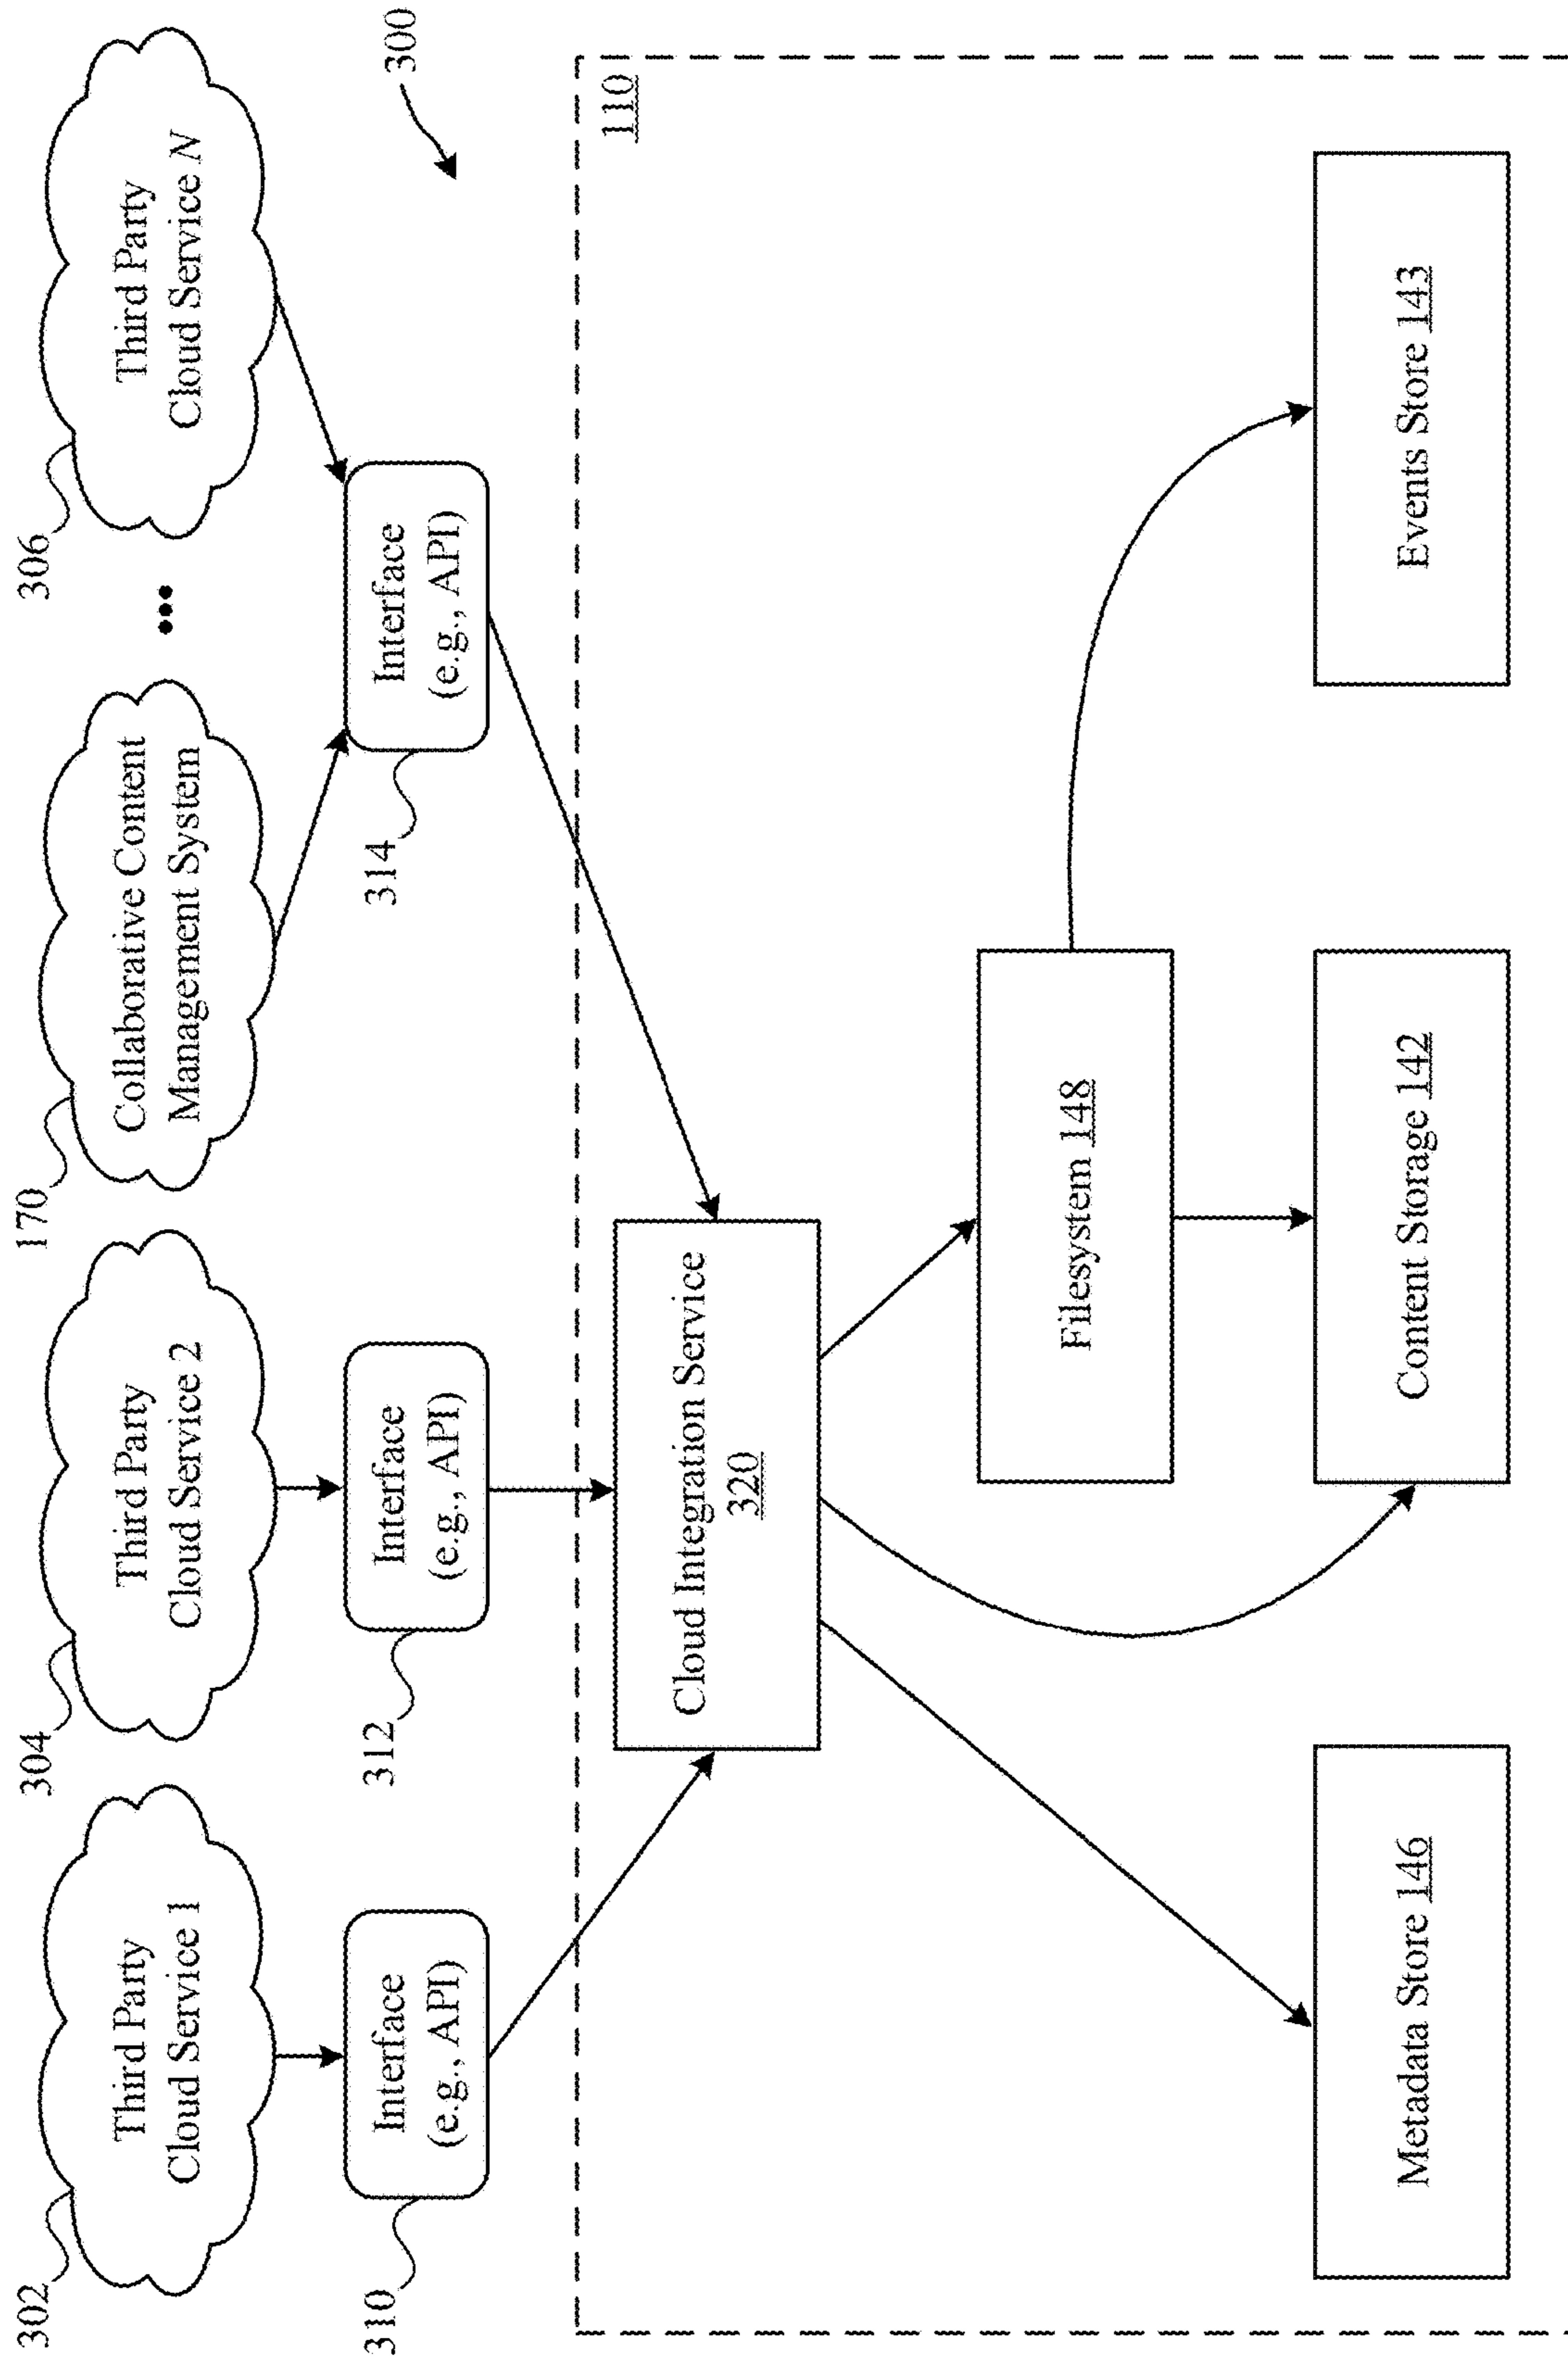 302
Third Party
Cloud Service 1
304
Third Party
Cloud Service 2
170
Collaborative Content
Management System
•••
306
Third Party
Cloud Service N
310
Interface
(e.g., API)
312
Interface
(e.g., API)
314
Interface
(e.g., API)
300
110
Cloud Integration Service
320
Filesystem 148
Metadata Store 146
Content Storage 142
Events Store 143